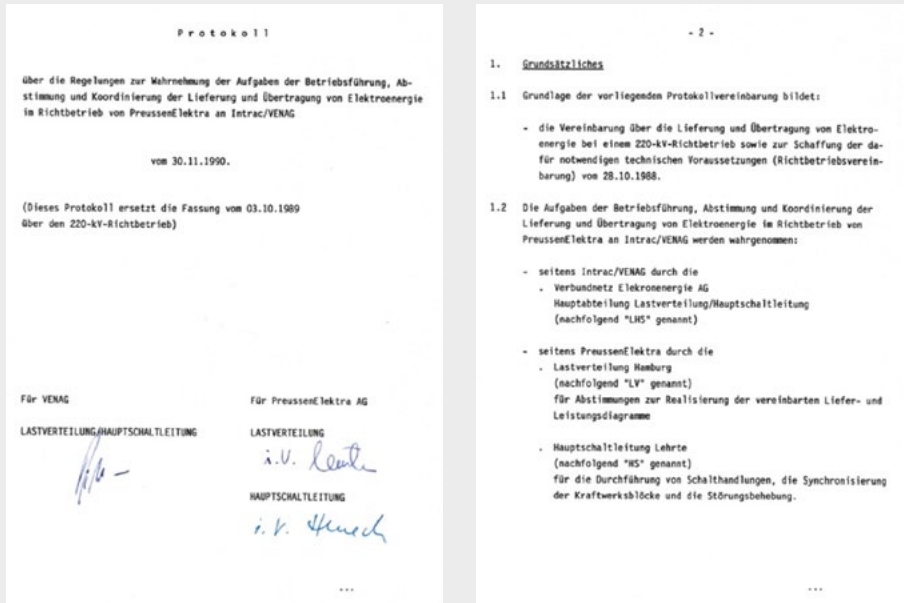 Protokoll
über die Regelungen zur Wahrnehmung der Aufgaben der Betriebsführung, Ab-
stimmung und Koordinierung der Lieferung und Übertragung von Elektroenergie
im Richtbetrieb von PreussenElektra an Intrac/VENAG
vom 30.11.1990.
(Dieses Protokoll ersetzt die Fassung vom 03.10.1989
über den 220-kV-Richtbetrieb)
Für VENAG
LASTVERTEILUNG/HAUPTSCHALTLEITUNG
Für PreussenElektra AG
LASTVERTEILUNG
i.V.
HAUPTSCHALTLEITUNG
i.V.
...
- 2 -
1. Grundsätzliches
1.1 Grundlage der vorliegenden Protokollvereinbarung bildet:
- die Vereinbarung über die Lieferung und Übertragung von Elektro-
energie bei einem 220-kV-Richtbetrieb sowie zur Schaffung der da-
für notwendigen technischen Voraussetzungen (Richtbetriebsverein-
barung) vom 28.10.1988.
1.2 Die Aufgaben der Betriebsführung, Abstimmung und Koordinierung der
Lieferung und Übertragung von Elektroenergie im Richtbetrieb von
PreussenElektra an Intrac/VENAG werden wahrgenommen:
- seitens Intrac/VENAG durch die
. Verbundnetz Elekronenergie AG
Hauptabteilung Lastverteilung/Hauptschaltleitung
(nachfolgend "LHS" genannt)
- seitens PreussenElektra durch die
. Lastverteilung Hamburg
(nachfolgend "LV" genannt)
für Abstimmungen zur Realisierung der vereinbarten Liefer- und
Leistungsdiagramme
. Hauptschaltleitung Lehrte
(nachfolgend "HS" genannt)
für die Durchführung von Schalthandlungen, die Synchronisierung
der Kraftwerksblöcke und die Störungsbehebung.
...